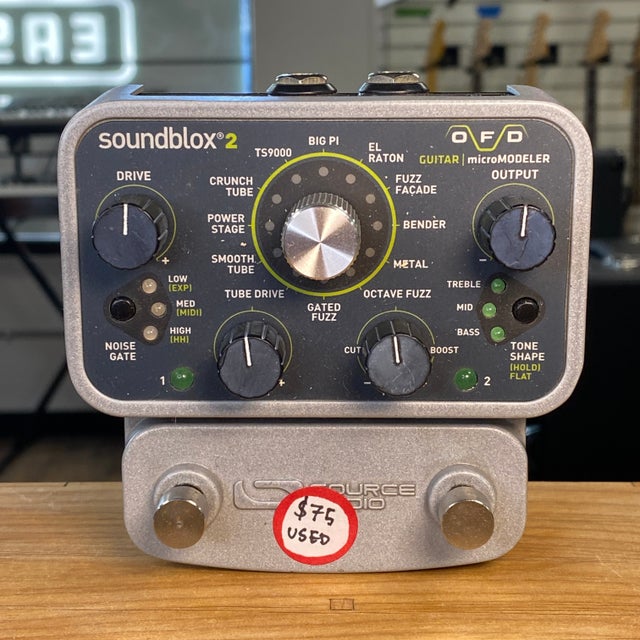 soundblox®2
OFD
GUITAR | microMODELER
DRIVE
OUTPUT
BIG PI
TS9000
EL
RATON
CRUNCH
TUBE
FUZZ
FAÇADE
POWER
STAGE
BENDER
SMOOTH
TUBE
METAL
TUBE DRIVE
OCTAVE FUZZ
GATED
FUZZ
LOW
(EXP)
MED
(MIDI)
HIGH
(HH)
NOISE
GATE
TREBLE
MID
BASS
TONE
SHAPE
(HOLD)
FLAT
CUT
BOOST
- +
1
2
SOURCE
$75
USED